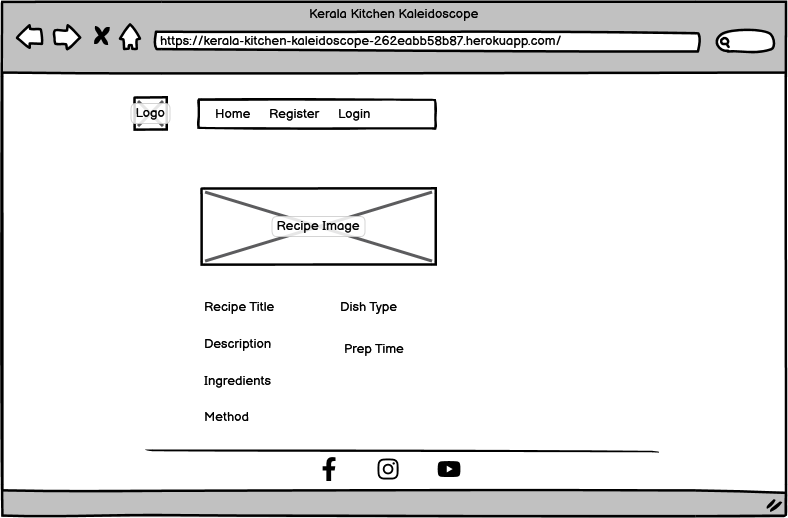 Kerala Kitchen Kaleidoscope
https://kerala-kitchen-kaleidoscope-262eabb58b87.herokuapp.com/
Logo
Home Register Login
Recipe Image
Recipe Title Dish Type
Description Prep Time
Ingredients
Method